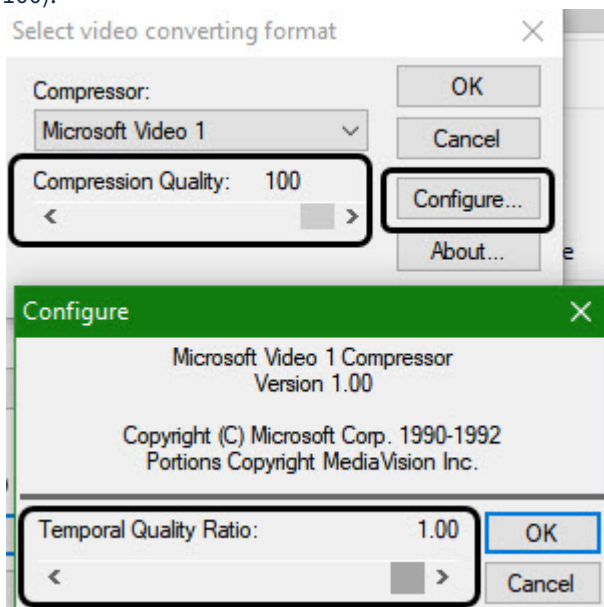 100).
Select video converting format
Compressor:
OK
Microsoft Video 1
Cancel
Compression Quality: 100
Configure...
About...
e
Configure
Microsoft Video 1 Compressor
Version 1.00
Copyright (C) Microsoft Corp. 1990-1992
Portions Copyright MediaVision Inc.
Temporal Quality Ratio: 1.00
OK
Cancel